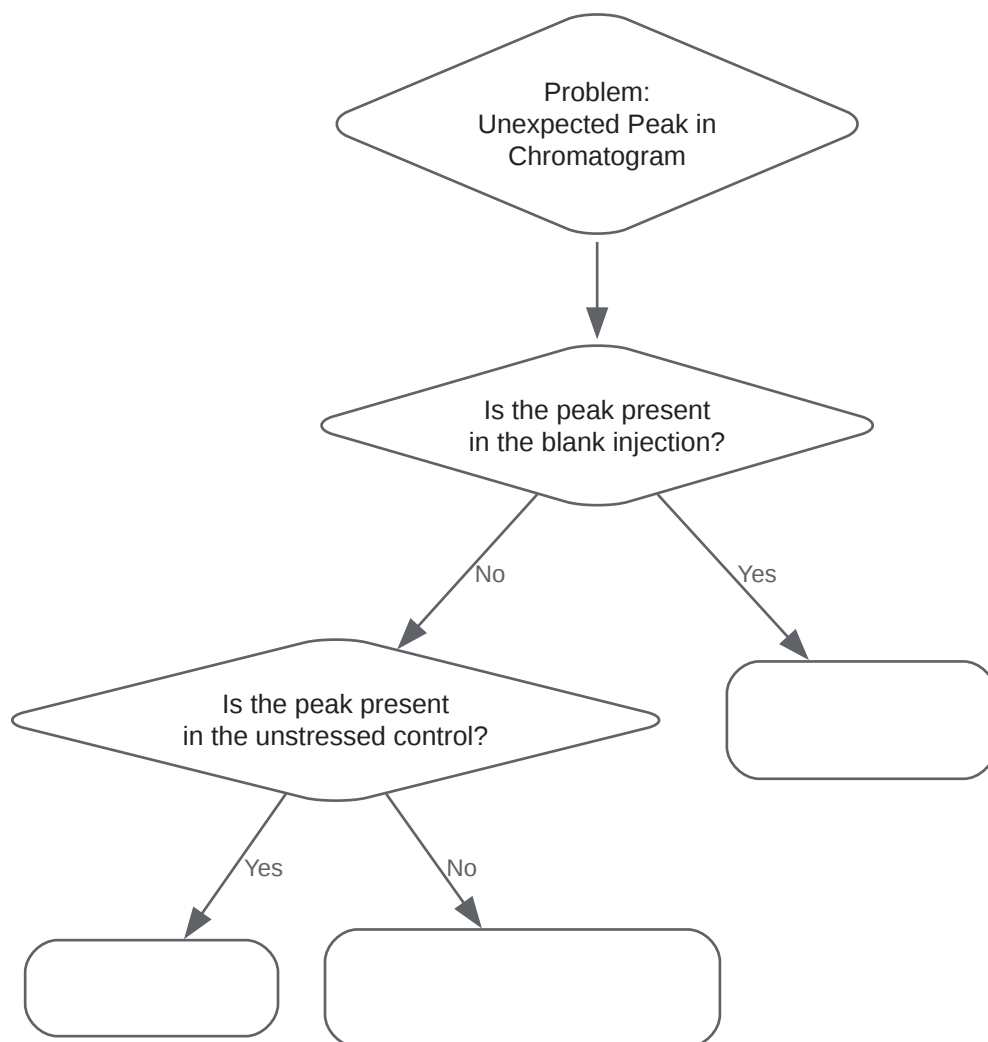 Problem:
Unexpected Peak in
Chromatogram
Is the peak present
in the blank injection?
No
Yes
Is the peak present
in the unstressed control?
Yes
No